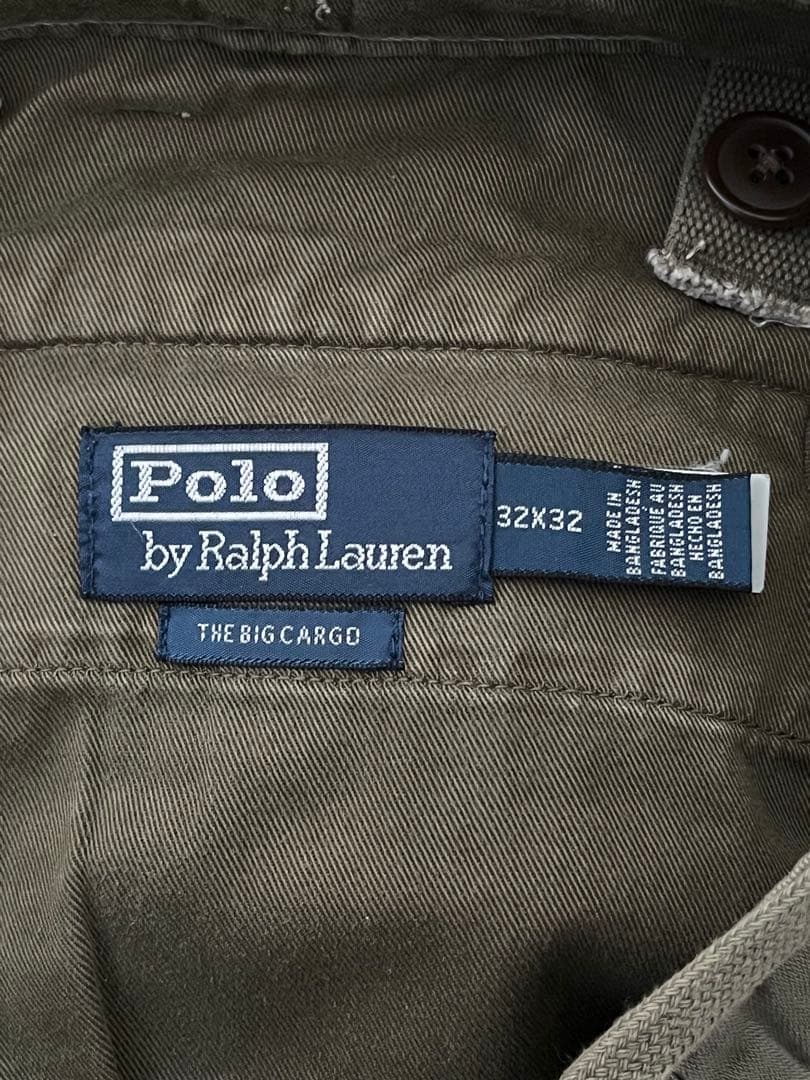 Polo
by Ralph Lauren
THE BIG CARGO
32X32
MADE IN
BANGLADESH
FABRIQUE AU
BANGLADESH
HECHO EN
BANGLADESH